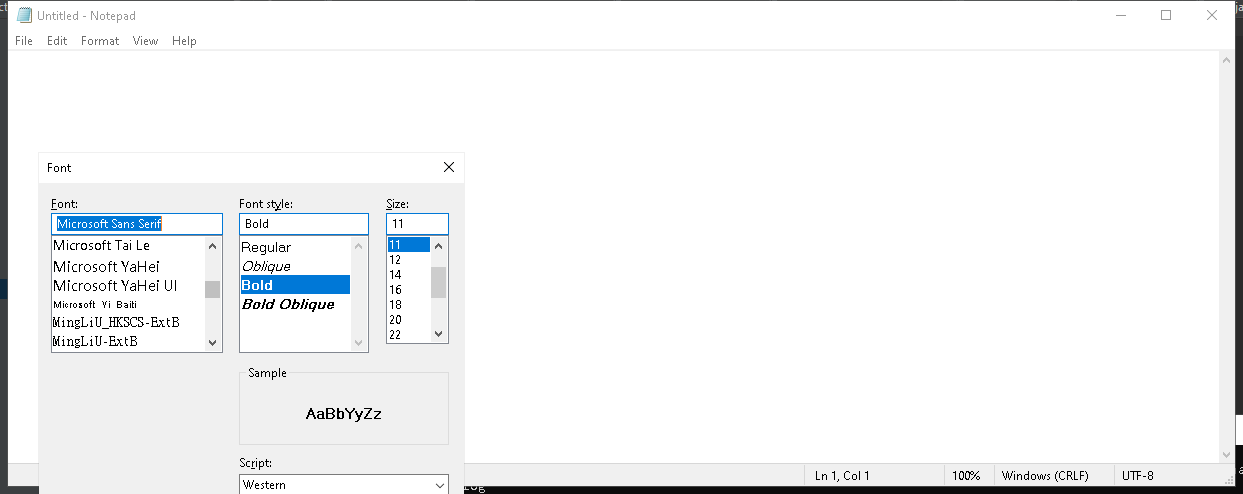 Untitled - Notepad
File Edit Format View Help
Font
Font: Font style: Size:
Microsoft Sans Serif Bold 11
Microsoft Tai Le Regular 11
Microsoft YaHei Oblique 12
Microsoft YaHei UI Bold 14
Microsoft Yi Baiti Bold Oblique 16
MingLiU_HKSCS-ExtB 18
MingLiU-ExtB 20
22
Sample
AaBbYyZz
Script:
Western
Ln 1, Col 1 100% Windows (CRLF) UTF-8